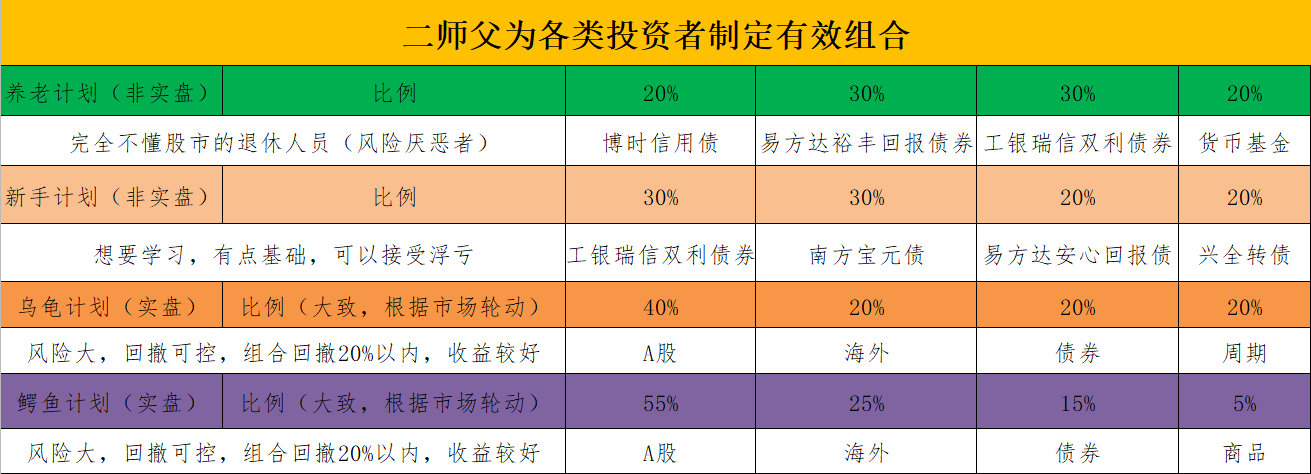 二师父为各类投资者制定有效组合
养老计划（非实盘） 比例 20% 30% 30% 20%
完全不懂股市的退休人员（风险厌恶者） 博时信用债 易方达裕丰回报债券 工银瑞信双利债券 货币基金
新手计划（非实盘） 比例 30% 30% 20% 20%
想要学习，有点基础，可以接受浮亏 工银瑞信双利债券 南方宝元债 易方达安心回报债 兴全转债
乌龟计划（实盘） 比例（大致，根据市场轮动） 40% 20% 20% 20%
风险大，回撤可控，组合回撤20%以内，收益较好 A股 海外 债券 周期
鳄鱼计划（实盘） 比例（大致，根据市场轮动） 55% 25% 15% 5%
风险大，回撤可控，组合回撤20%以内，收益较好 A股 海外 债券 商品